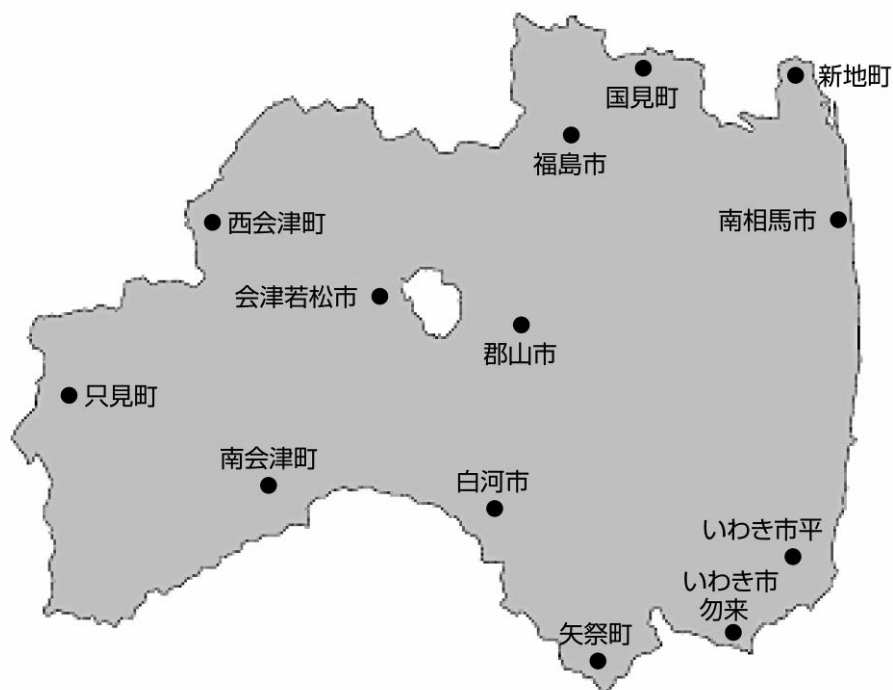 新地町
国見町
福島市
南相馬市
西会津町
会津若松市
郡山市
只見町
南会津町
白河市
いわき市平
いわき市
勿来
矢祭町